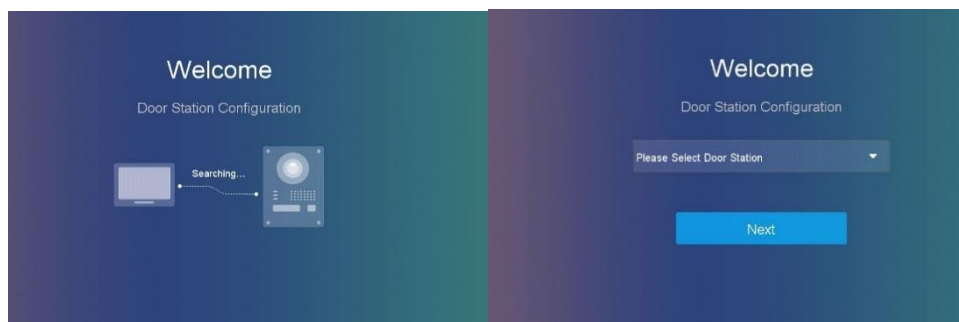 Welcome
Door Station Configuration
Searching...
Welcome
Door Station Configuration
Please Select Door Station
Next